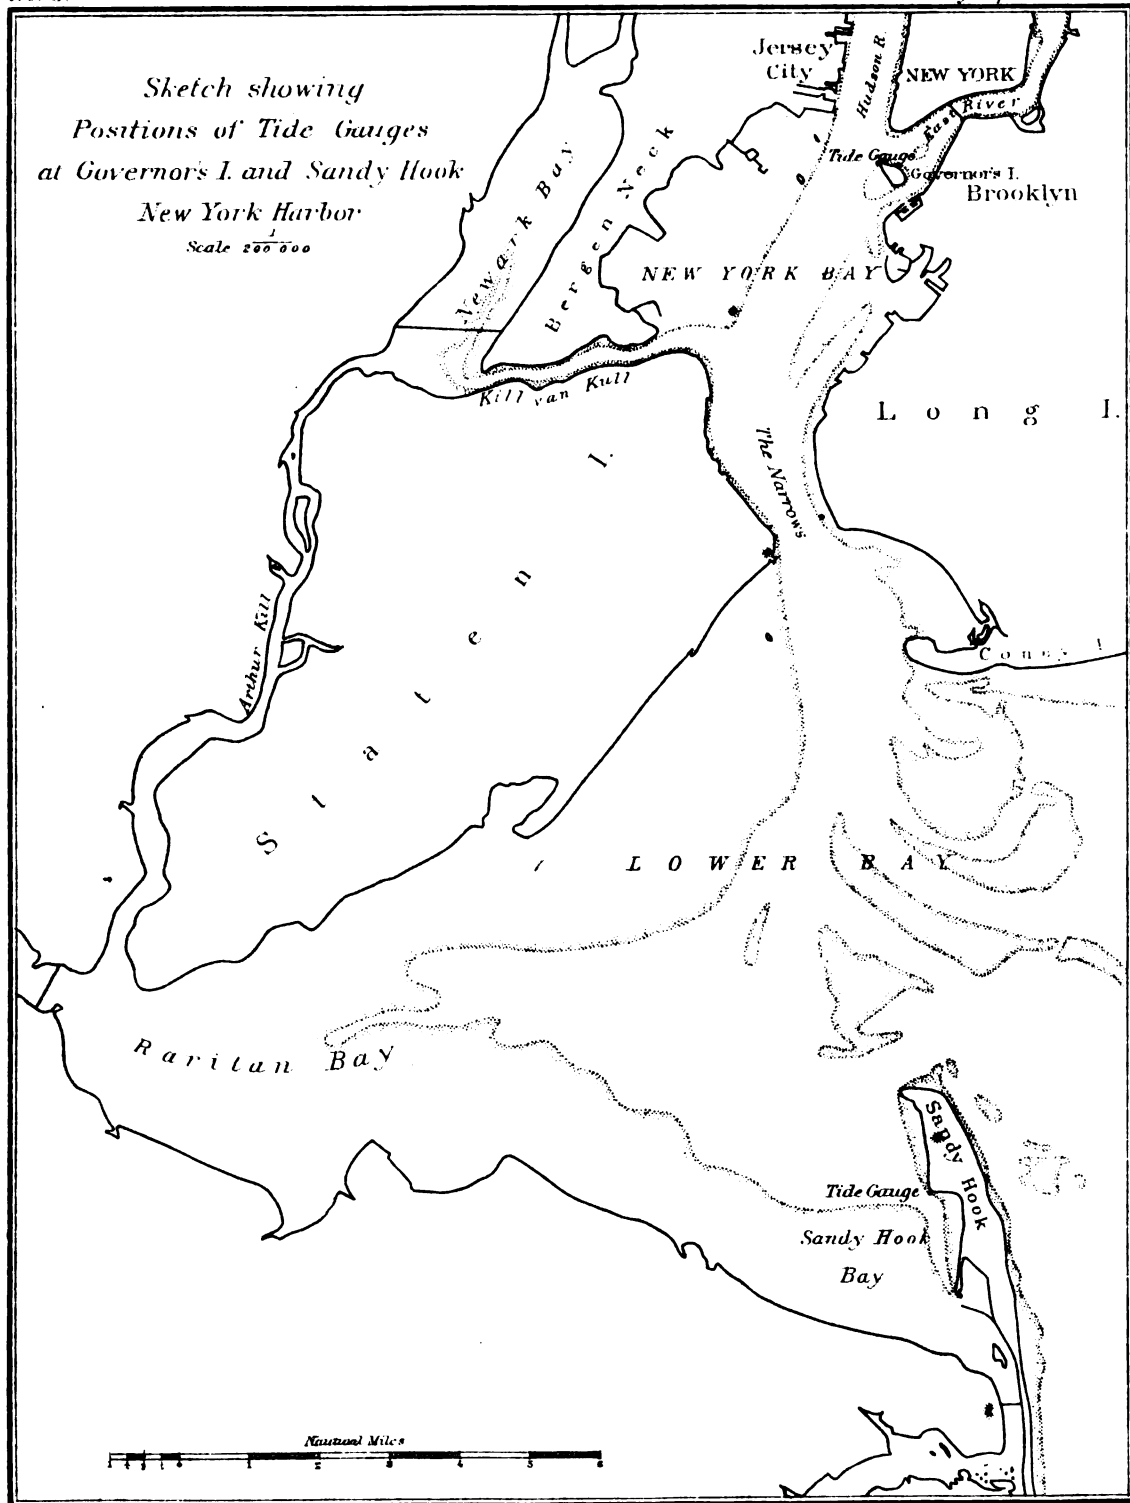 Sketch showing
Positions of Tide Gauges
at Governor's I. and Sandy Hook
New York Harbor
Scale 1/200 000
Jersey
City
Hudson R.
NEW YORK
East River
Tide Gauge
Governor's I.
Brooklyn
Newark Bay
Bergen Neck
NEW YORK BAY
Kill van Kull
Long I.
The Narrows
Staten I.
Arthur Kill
Coney I.
LOWER BAY
Raritan Bay
Sandy Hook
Tide Gauge
Sandy Hook
Bay
Nautical Miles
1 0 1 2 3 4 5 6